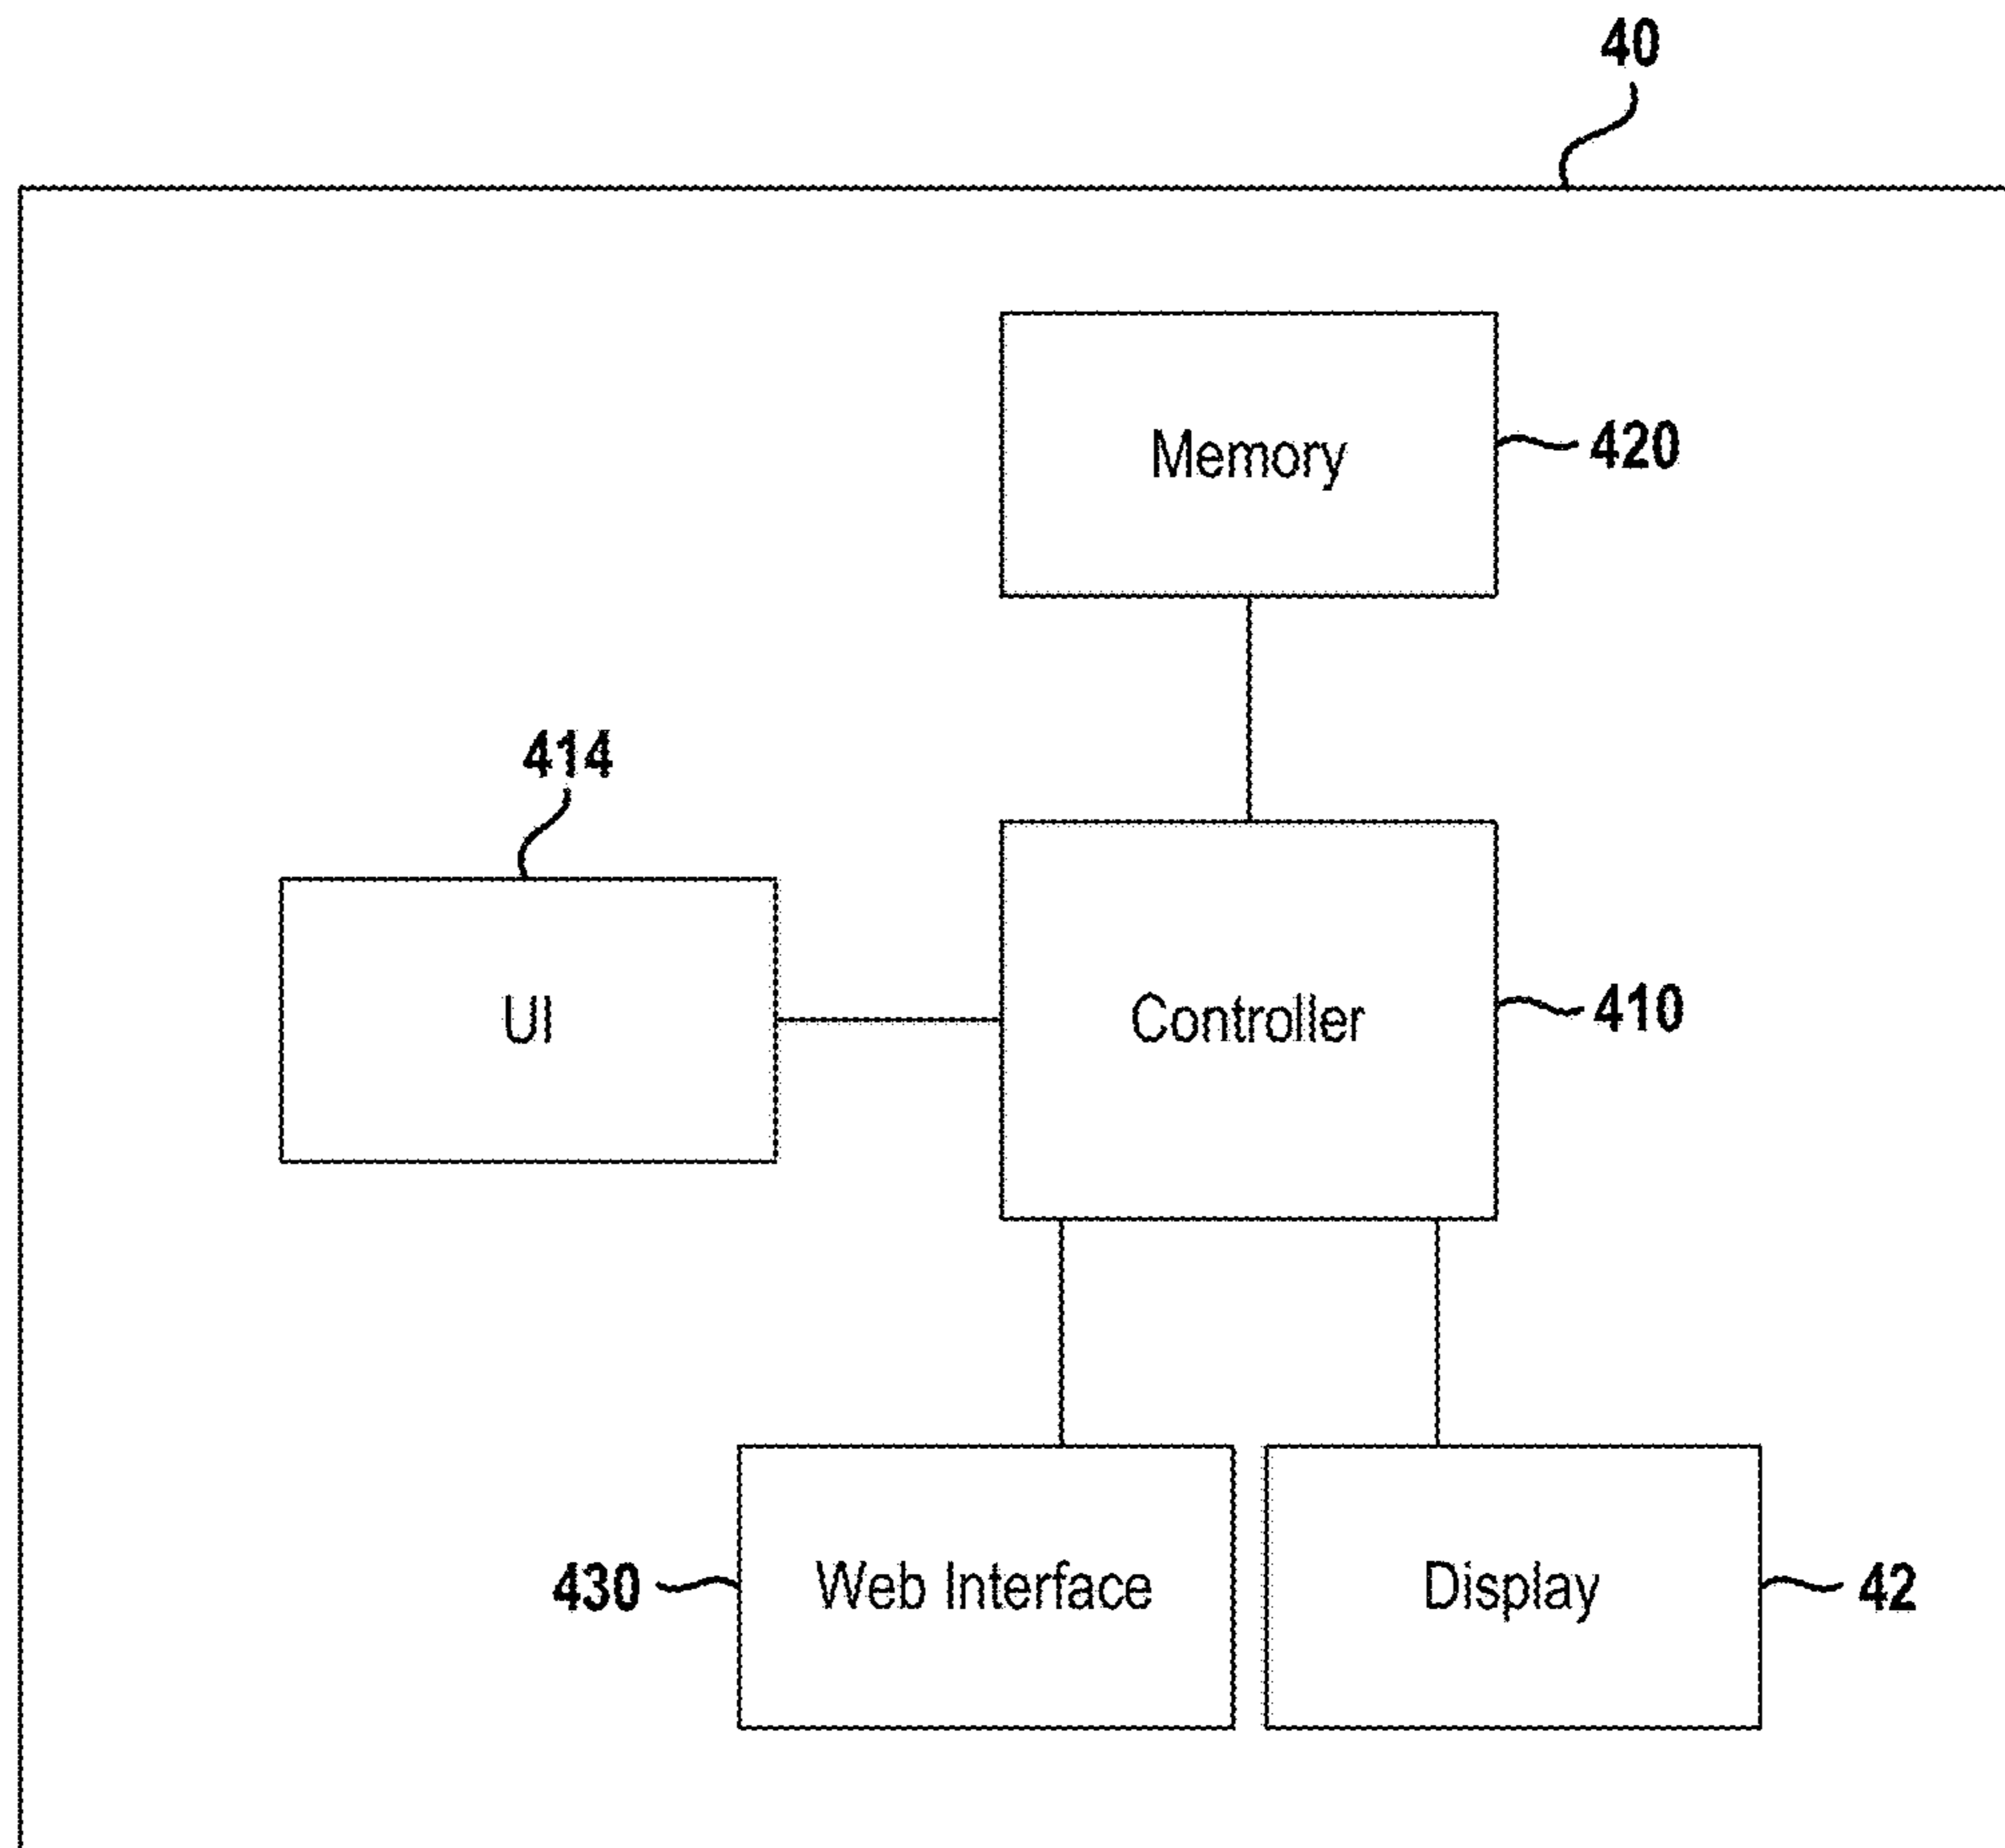 40
Memory
420
414
UI
Controller
410
430
Web Interface
Display
42